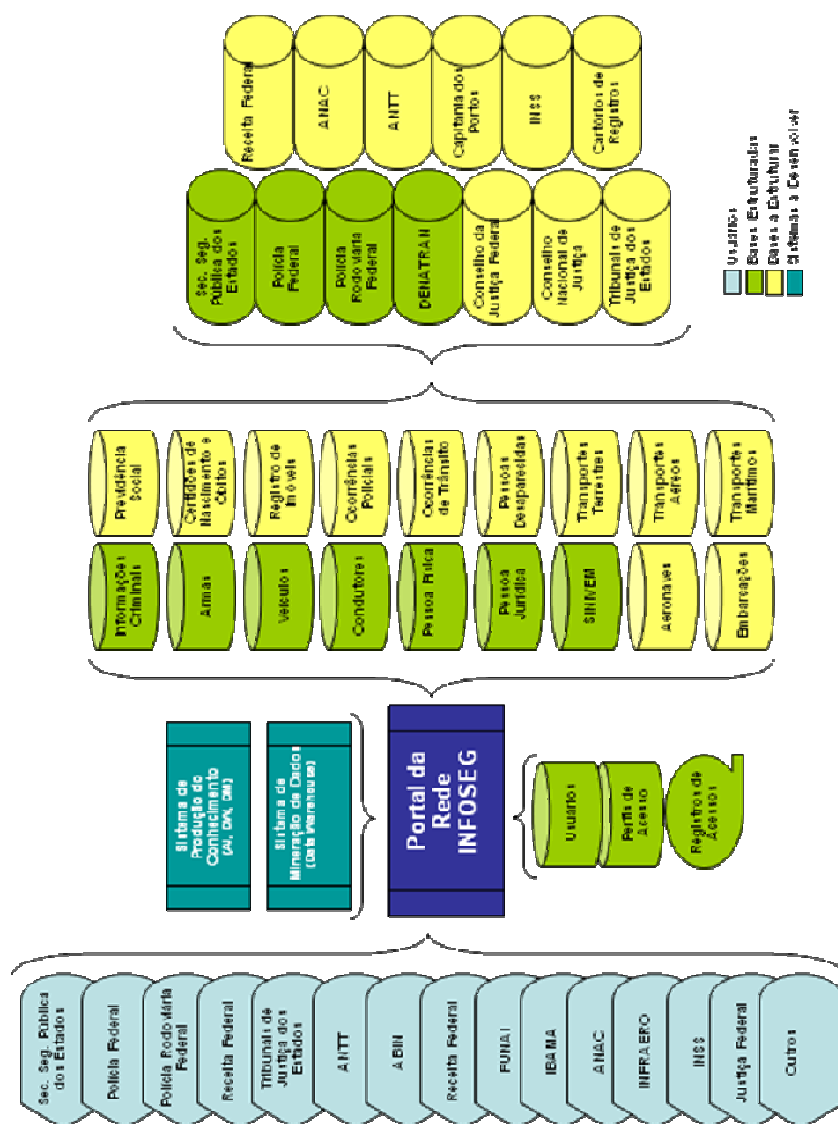 Outros
Justiça Federal
INSS
INFRAERO
ANAC
IBAMA
FUNAI
Receita Federal
ABIN
ANTT
Tribunais de
Justiça dos
Estados
Receita Federal
Polícia Rodoviária
Federal
Polícia Federal
Sec. Seg. Pública
dos Estados
Registros de
Acessos
Perfis de
Acesso
Usuários
Portal da
Rede
INFOSEG
Sistema de
Mineração de Dados
(Data Warehouse)
Sistema de
Produção do
Conhecimento
Embarcações
Aeronaves
SINIVEM
Pessoa
Jurídica
Pessoa Física
Condutores
Veículos
Armas
Informações
Criminais
Transportes
Marítimos
Transportes
Aéreos
Transportes
Terrestres
Pessoas
Desaparecidas
Ocorrências
de Trânsito
Ocorrências
Policiais
Registro de
Imóveis
Certidões de
Nascimento e
Óbitos
Previdência
Social
Tribunais de
Justiça dos
Estados
Conselho
Nacional de
Justiça
Conselho da
Justiça Federal
DENATRAN
Polícia
Rodoviária
Federal
Polícia
Federal
Sec. Seg.
Pública dos
Estados
Cartórios de
Registros
INSS
Capitania dos
Portos
ANTT
ANAC
Receita Federal
Usuários
Bases Estruturadas
Bases a Estruturar
Sistemas a Desenvolver